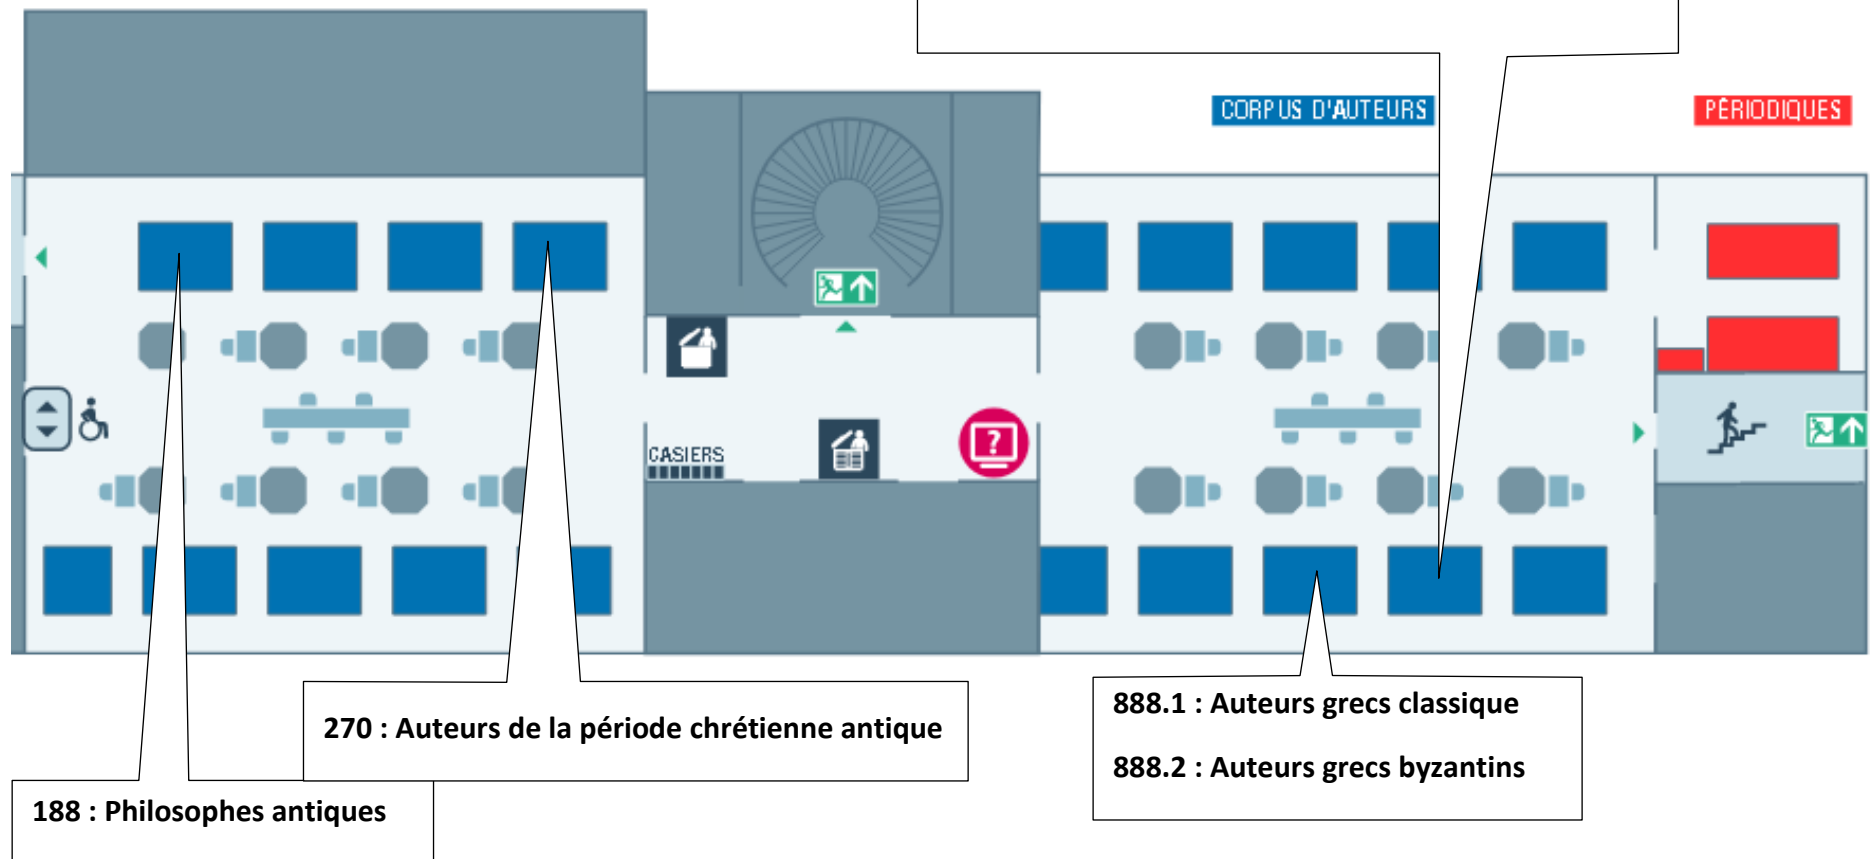 CORPUS D'AUTEURS
PÉRIODIQUES
?
CASIERS
270 : Auteurs de la période chrétienne antique
888.1 : Auteurs grecs classique
888.2 : Auteurs grecs byzantins
188 : Philosophes antiques